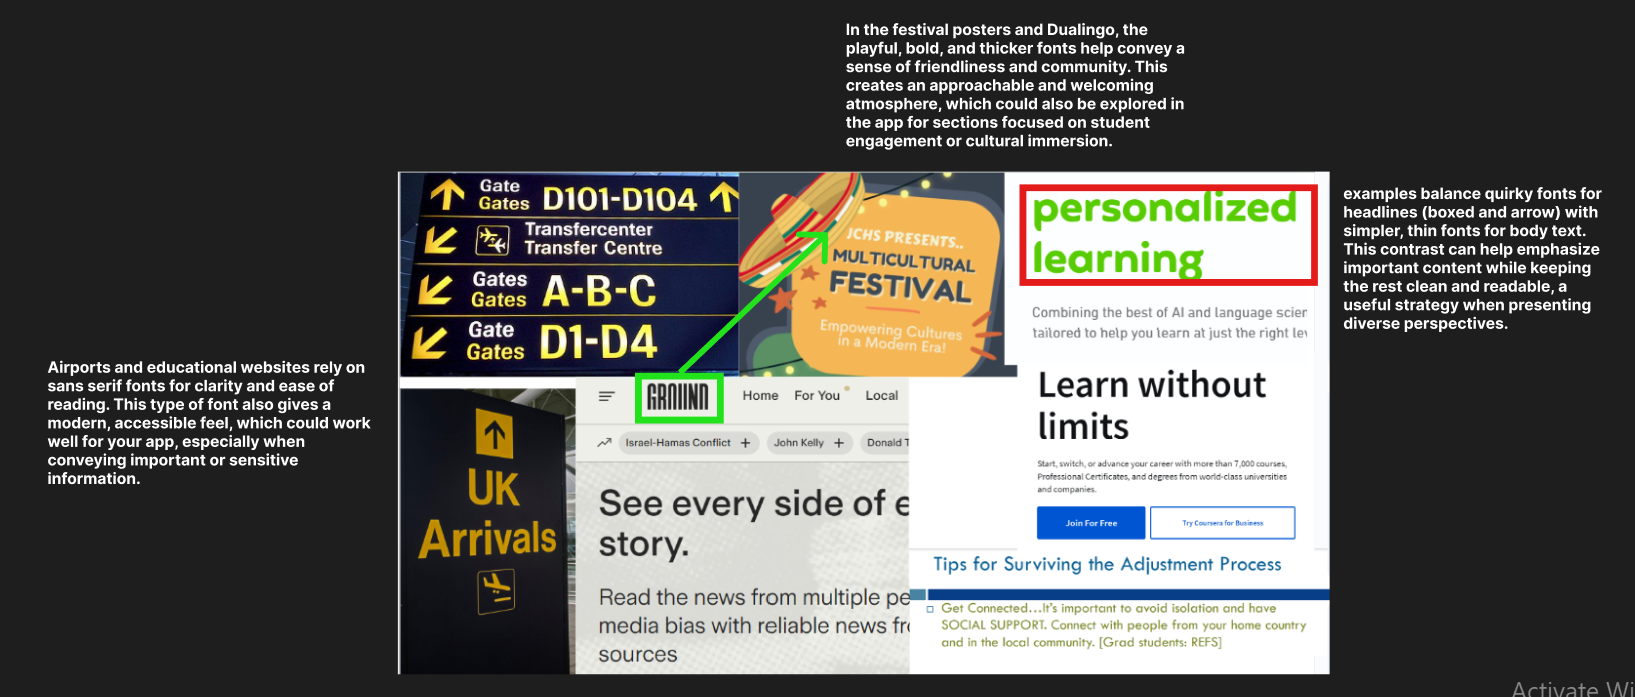 In the festival posters and Dualingo, the
playful, bold, and thicker fonts help convey a
sense of friendliness and community. This
creates an approachable and welcoming
atmosphere, which could also be explored in
the app for sections focused on student
engagement or cultural immersion.
examples balance quirky fonts for
headlines (boxed and arrow) with
simpler, thin fonts for body text.
This contrast can help emphasize
important content while keeping
the rest clean and readable, a
useful strategy when presenting
diverse perspectives.
Airports and educational websites rely on
sans serif fonts for clarity and ease of
reading. This type of font also gives a
modern, accessible feel, which could work
well for your app, especially when
conveying important or sensitive
information.
Gate
Gates D101-D104
Transfercenter
Transfer Centre
Gates
Gates A-B-C
Gate
Gates D1-D4
JCHS PRESENTS..
MULTICULTURAL
FESTIVAL
Empowering Cultures
in a Modern Era!
personalized
learning
Combining the best of AI and language scien
tailored to help you learn at just the right lev
UK
Arrivals
GROUND
Home For You Local
Israel-Hamas Conflict + John Kelly + Donald T
See every side of e
story.
Read the news from multiple pe
media bias with reliable news fr
sources
Learn without
limits
Start, switch, or advance your career with more than 7,000 courses,
Professional Certificates, and degrees from world-class universities
and companies.
Join For Free Try Coursera for Business
Tips for Surviving the Adjustment Process
Get Connected...It's important to avoid isolation and have
SOCIAL SUPPORT. Connect with people from your home country
and in the local community. [Grad students: REFS]
Activate Wi